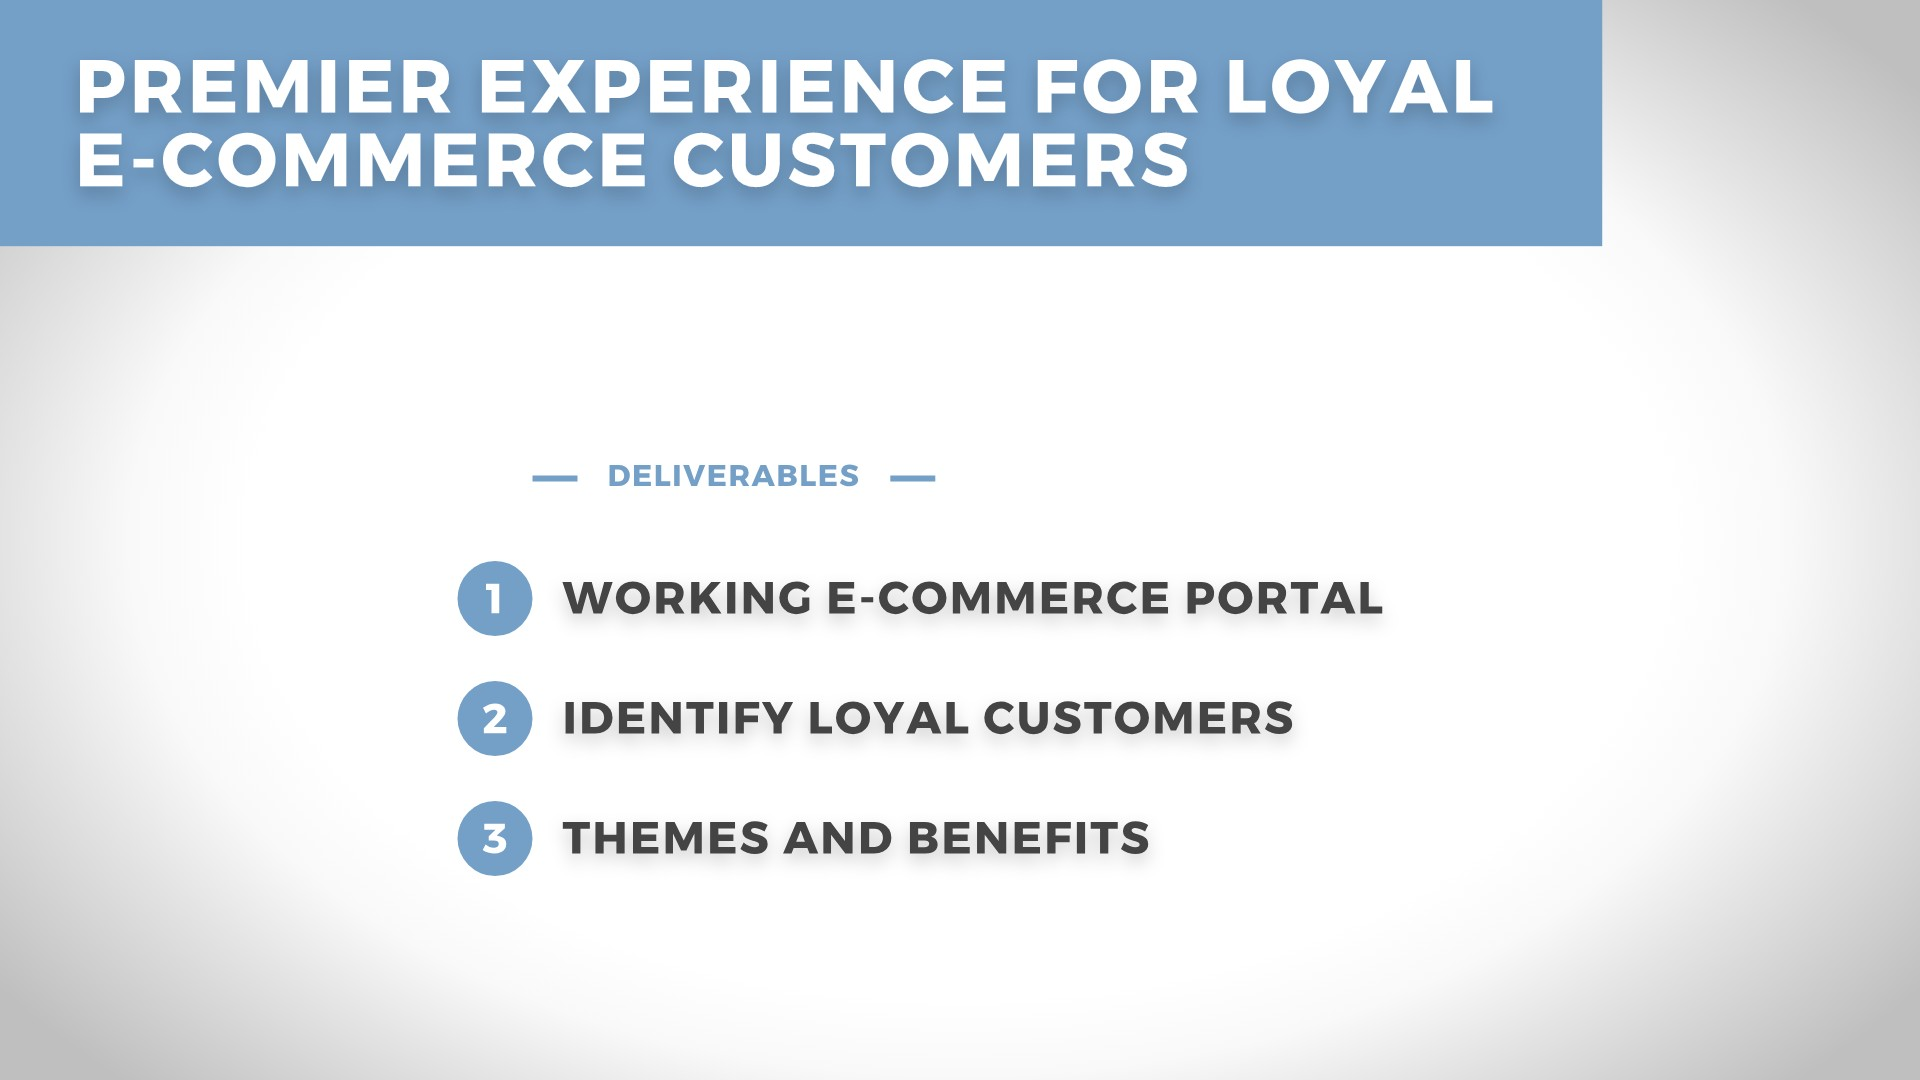 PREMIER EXPERIENCE FOR LOYAL
E-COMMERCE CUSTOMERS
DELIVERABLES
1 WORKING E-COMMERCE PORTAL
2 IDENTIFY LOYAL CUSTOMERS
3 THEMES AND BENEFITS